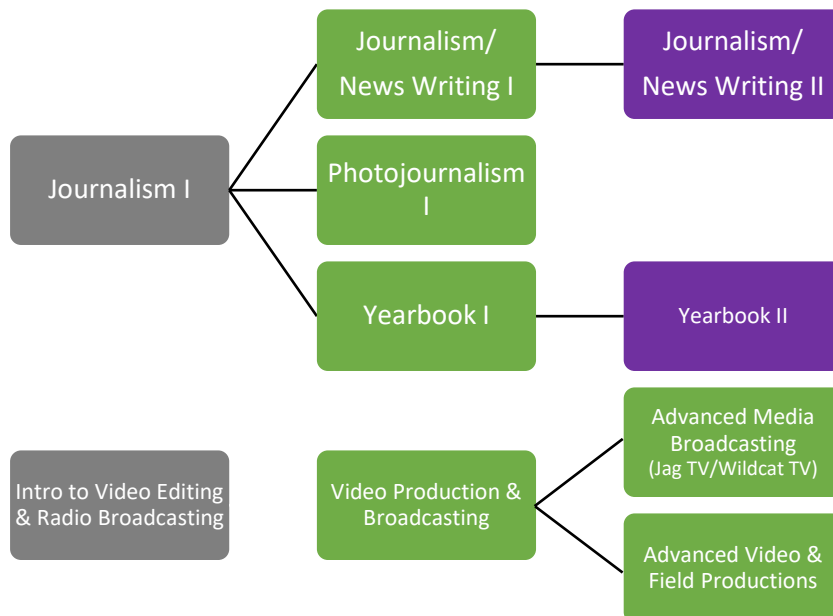 Journalism/
News Writing I
Journalism/
News Writing II
Journalism I
Photojournalism
I
Yearbook I
Yearbook II
Advanced Media
Broadcasting
(Jag TV/Wildcat TV)
Intro to Video Editing
& Radio Broadcasting
Video Production &
Broadcasting
Advanced Video &
Field Productions